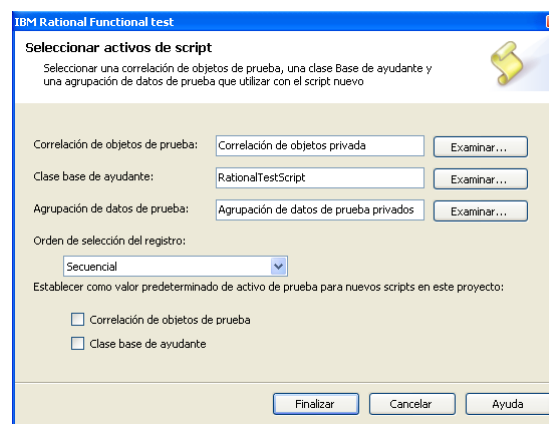 IBM Rational Functional test
Seleccionar activos de script
Seleccionar una correlación de objetos de prueba, una clase Base de ayudante y
una agrupación de datos de prueba que utilizar con el script nuevo
Correlación de objetos de prueba:
Correlación de objetos privada
Examinar...
Clase base de ayudante:
RationalTestScript
Examinar...
Agrupación de datos de prueba:
Agrupación de datos de prueba privados
Examinar...
Orden de selección del registro:
Secuencial
Establecer como valor predeterminado de activo de prueba para nuevos scripts en este proyecto:
Correlación de objetos de prueba
Clase base de ayudante
Finalizar
Cancelar
Ayuda